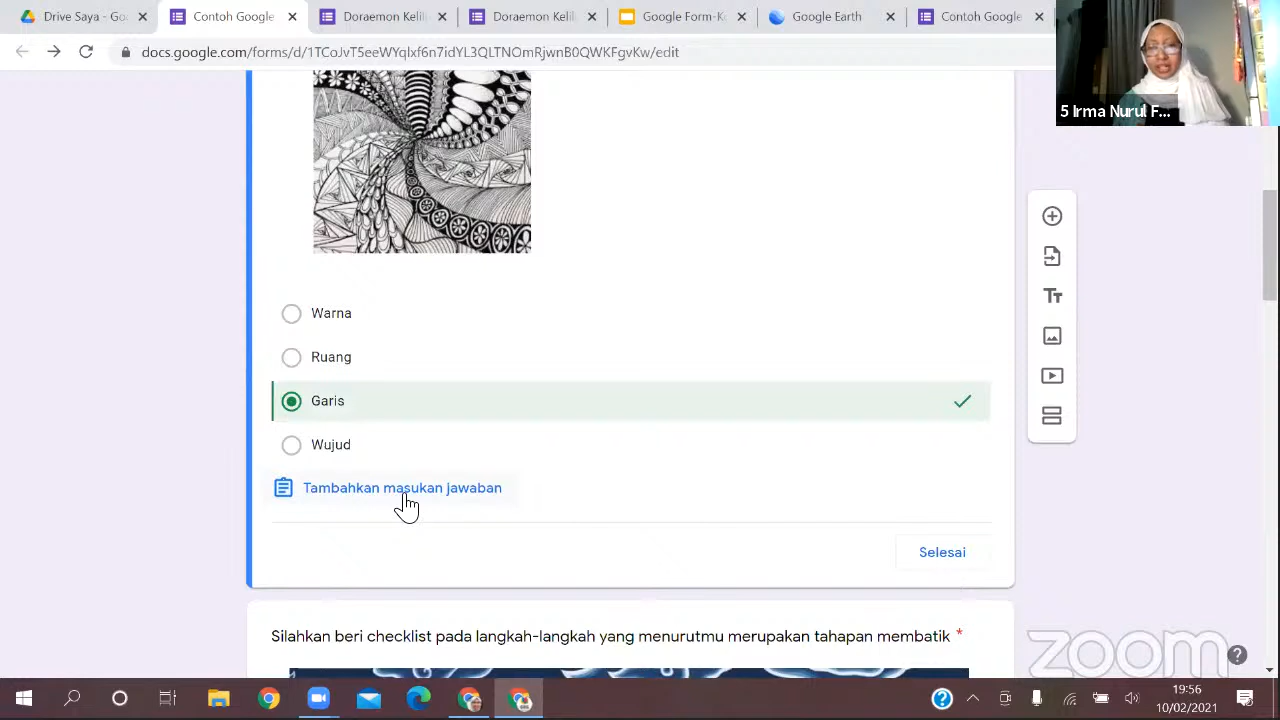 Drive Saya - Go
Contoh Google
Doraemon Kelil
Doraemon Kelil
Google Form-K
Google Earth
Contoh Google
docs.google.com/forms/d/1TCoJvT5eeWYqIxf6n7idYL3QLTNOmRjwnB0QWKFgvKw/edit
5 Irma Nurul F...
Warna
Ruang
Garis
Wujud
Tambahkan masukan jawaban
Selesai
Silahkan beri checklist pada langkah-langkah yang menurutmu merupakan tahapan membatik *
zoom
19:56
10/02/2021